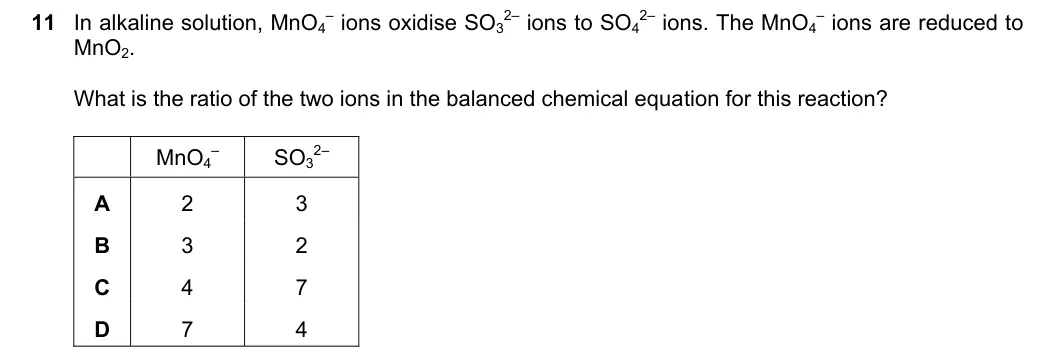 11 In alkaline solution, MnO₄⁻ ions oxidise SO₃²⁻ ions to SO₄²⁻ ions. The MnO₄⁻ ions are reduced to
MnO₂.
What is the ratio of the two ions in the balanced chemical equation for this reaction?
MnO₄⁻ SO₃²⁻
A 2 3
B 3 2
C 4 7
D 7 4